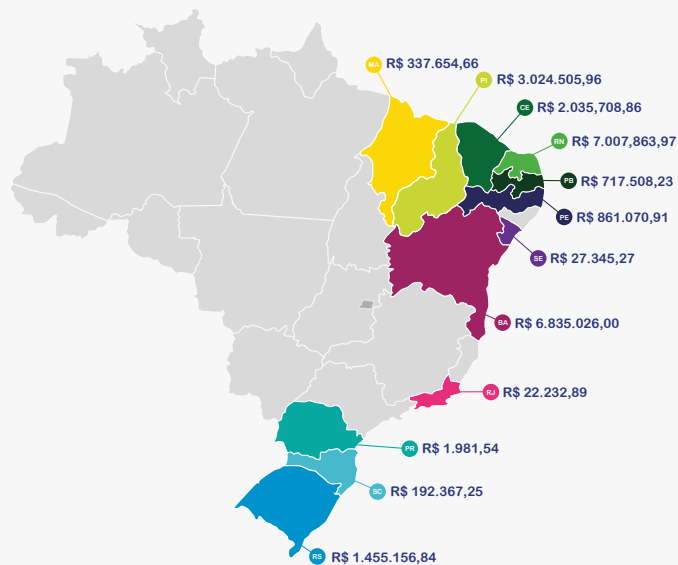 MA R$ 337.654,66
PI R$ 3.024.505,96
CE R$ 2.035,708,86
RN R$ 7.007,863,97
PB R$ 717.508,23
PE R$ 861.070,91
SE R$ 27.345,27
BA R$ 6.835.026,00
RJ R$ 22.232,89
PR R$ 1.981,54
SC R$ 192.367,25
RS R$ 1.455.156,84